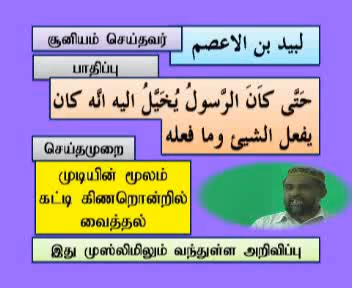 சூனியம் செய்தவர்
لبيد بن الاعصم
பாதிப்பு
حَتَّى كَانَ الرَّسولُ يُخَيَّلُ اليه انَّه كان
يفعل الشيئ وما فعله
செய்தமுறை
முடியின் மூலம்
கட்டி கிணறொன்றில்
வைத்தல்
இது முஸ்லிமிலும் வந்துள்ள அறிவிப்பு